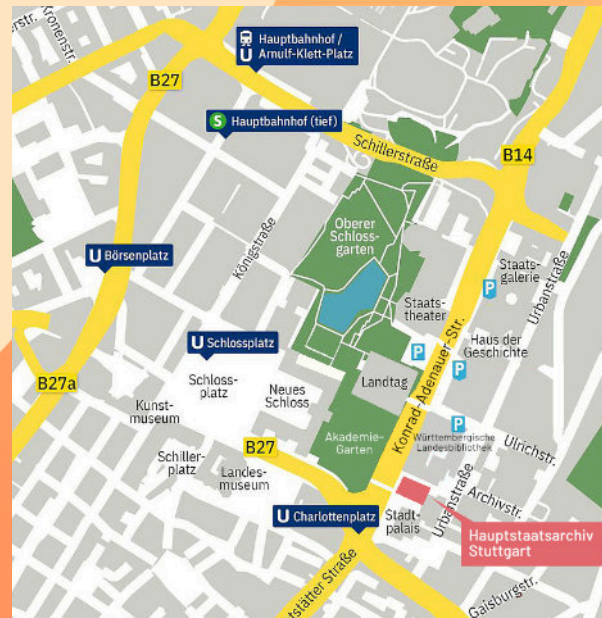 Kronenstr.
Hauptbahnhof /
U Arnulf-Klett-Platz
B27
S Hauptbahnhof (tief)
Schillerstraße
B14
Oberer
Schloss-
garten
Königstraße
U Börsenplatz
Staats-
galerie
Urbanstraße
P
Staats-
theater
Konrad-Adenauer-Str.
Haus der
Geschichte
U Schlossplatz
P
P
B27a
Schloss-
platz
Neues
Schloss
Landtag
Kunst-
museum
Schiller-
platz
B27
Akademie-
Garten
P
Württembergische
Landesbibliothek
Ulrichstr.
Landes-
museum
Urbanstraße
Archivstr.
U Charlottenplatz
Stadt-
palais
Hauptstaatsarchiv
Stuttgart
tstätter Straße
Gaisburgstr.